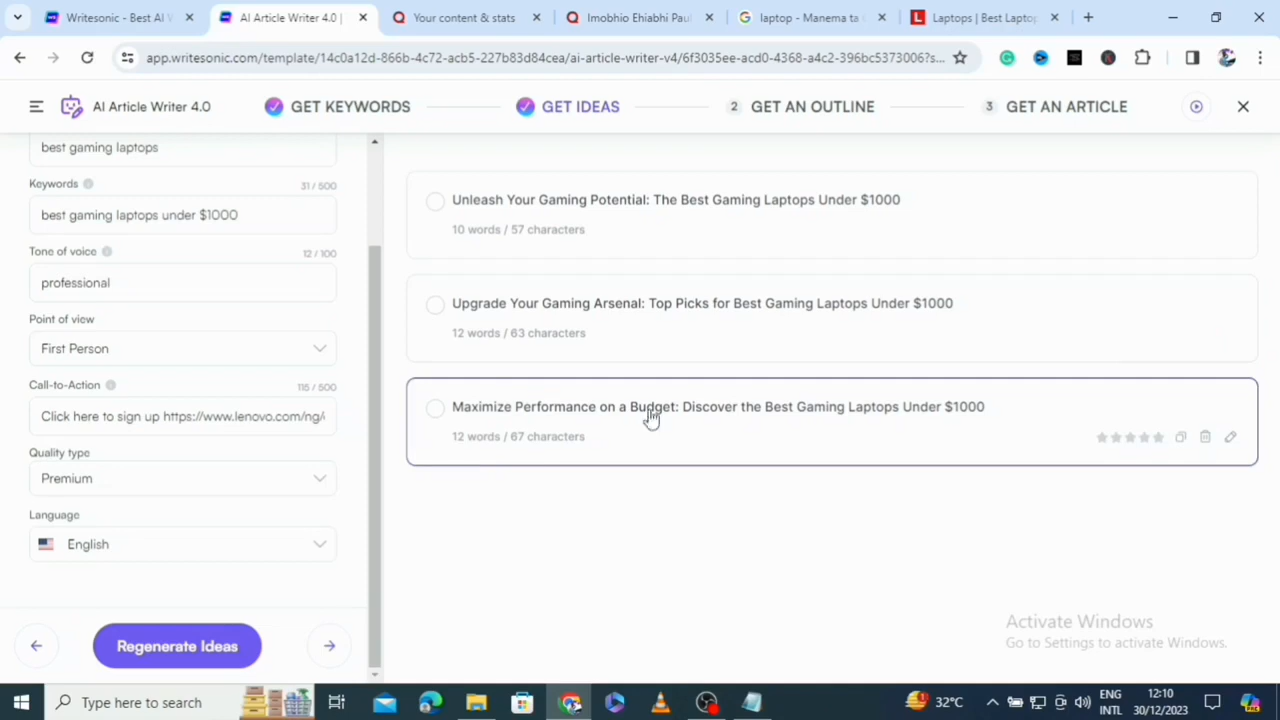 Writesonic - Best AI W
AI Article Writer 4.0 |
Your content & stats
Imobhio Ehiabhi Pau
laptop - Manema ta
Laptops | Best Laptop
app.writesonic.com/template/14c0a12d-866b-4c72-acb5-227b83d84cea/ai-article-writer-v4/6f3035ee-acd0-4368-a4c2-396bc5373006?s...
AI Article Writer 4.0
GET KEYWORDS
GET IDEAS
2 GET AN OUTLINE
3 GET AN ARTICLE
best gaming laptops
Keywords 31 / 500
best gaming laptops under $1000
Tone of voice 12 / 100
professional
Point of view
First Person
Call-to-Action 115 / 500
Click here to sign up https://www.lenovo.com/ng/
Quality type
Premium
Language
English
Regenerate Ideas
Unleash Your Gaming Potential: The Best Gaming Laptops Under $1000
10 words / 57 characters
Upgrade Your Gaming Arsenal: Top Picks for Best Gaming Laptops Under $1000
12 words / 63 characters
Maximize Performance on a Budget: Discover the Best Gaming Laptops Under $1000
12 words / 67 characters
Activate Windows
Go to Settings to activate Windows.
Type here to search
32°C
ENG
INTL
12:10
30/12/2023